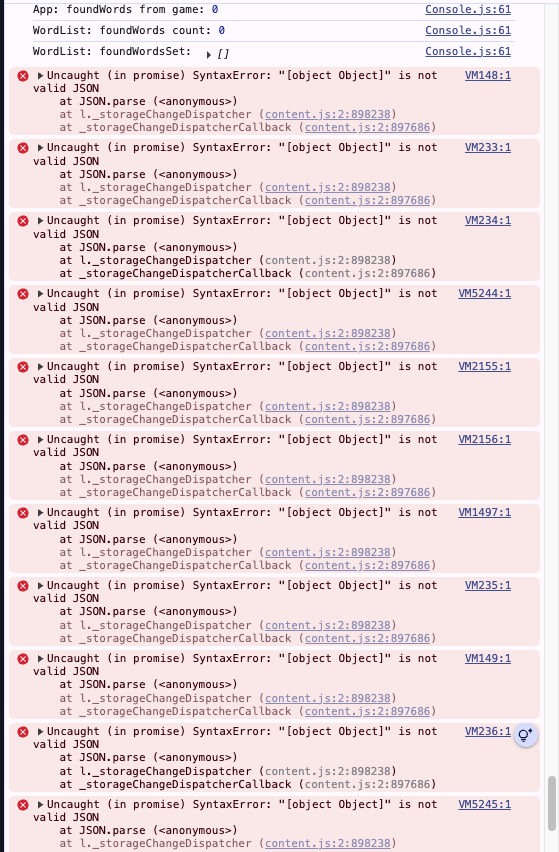 App: foundWords from game: 0 Console.js:61
WordList: foundWords count: 0 Console.js:61
WordList: foundWordsSet: ▶ [] Console.js:61
▶ Uncaught (in promise) SyntaxError: "[object Object]" is not VM148:1
valid JSON
at JSON.parse (<anonymous>)
at l._storageChangeDispatcher (content.js:2:898238)
at _storageChangeDispatcherCallback (content.js:2:897686)
▶ Uncaught (in promise) SyntaxError: "[object Object]" is not VM233:1
valid JSON
at JSON.parse (<anonymous>)
at l._storageChangeDispatcher (content.js:2:898238)
at _storageChangeDispatcherCallback (content.js:2:897686)
▶ Uncaught (in promise) SyntaxError: "[object Object]" is not VM234:1
valid JSON
at JSON.parse (<anonymous>)
at l._storageChangeDispatcher (content.js:2:898238)
at _storageChangeDispatcherCallback (content.js:2:897686)
▶ Uncaught (in promise) SyntaxError: "[object Object]" is not VM5244:1
valid JSON
at JSON.parse (<anonymous>)
at l._storageChangeDispatcher (content.js:2:898238)
at _storageChangeDispatcherCallback (content.js:2:897686)
▶ Uncaught (in promise) SyntaxError: "[object Object]" is not VM2155:1
valid JSON
at JSON.parse (<anonymous>)
at l._storageChangeDispatcher (content.js:2:898238)
at _storageChangeDispatcherCallback (content.js:2:897686)
▶ Uncaught (in promise) SyntaxError: "[object Object]" is not VM2156:1
valid JSON
at JSON.parse (<anonymous>)
at l._storageChangeDispatcher (content.js:2:898238)
at _storageChangeDispatcherCallback (content.js:2:897686)
▶ Uncaught (in promise) SyntaxError: "[object Object]" is not VM1497:1
valid JSON
at JSON.parse (<anonymous>)
at l._storageChangeDispatcher (content.js:2:898238)
at _storageChangeDispatcherCallback (content.js:2:897686)
▶ Uncaught (in promise) SyntaxError: "[object Object]" is not VM235:1
valid JSON
at JSON.parse (<anonymous>)
at l._storageChangeDispatcher (content.js:2:898238)
at _storageChangeDispatcherCallback (content.js:2:897686)
▶ Uncaught (in promise) SyntaxError: "[object Object]" is not VM149:1
valid JSON
at JSON.parse (<anonymous>)
at l._storageChangeDispatcher (content.js:2:898238)
at _storageChangeDispatcherCallback (content.js:2:897686)
▶ Uncaught (in promise) SyntaxError: "[object Object]" is not VM236:1
valid JSON
at JSON.parse (<anonymous>)
at l._storageChangeDispatcher (content.js:2:898238)
at _storageChangeDispatcherCallback (content.js:2:897686)
▶ Uncaught (in promise) SyntaxError: "[object Object]" is not VM5245:1
valid JSON
at JSON.parse (<anonymous>)
at l._storageChangeDispatcher (content.js:2:898238)